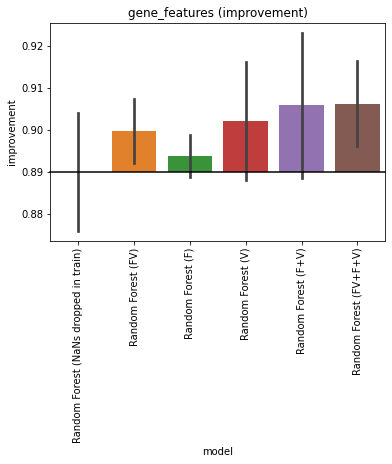 gene_features (improvement)
improvement
0.92
0.91
0.90
0.89
0.88
Random Forest (NaNs dropped in train)
Random Forest (FV)
Random Forest (F)
Random Forest (V)
Random Forest (F+V)
Random Forest (FV+F+V)
model